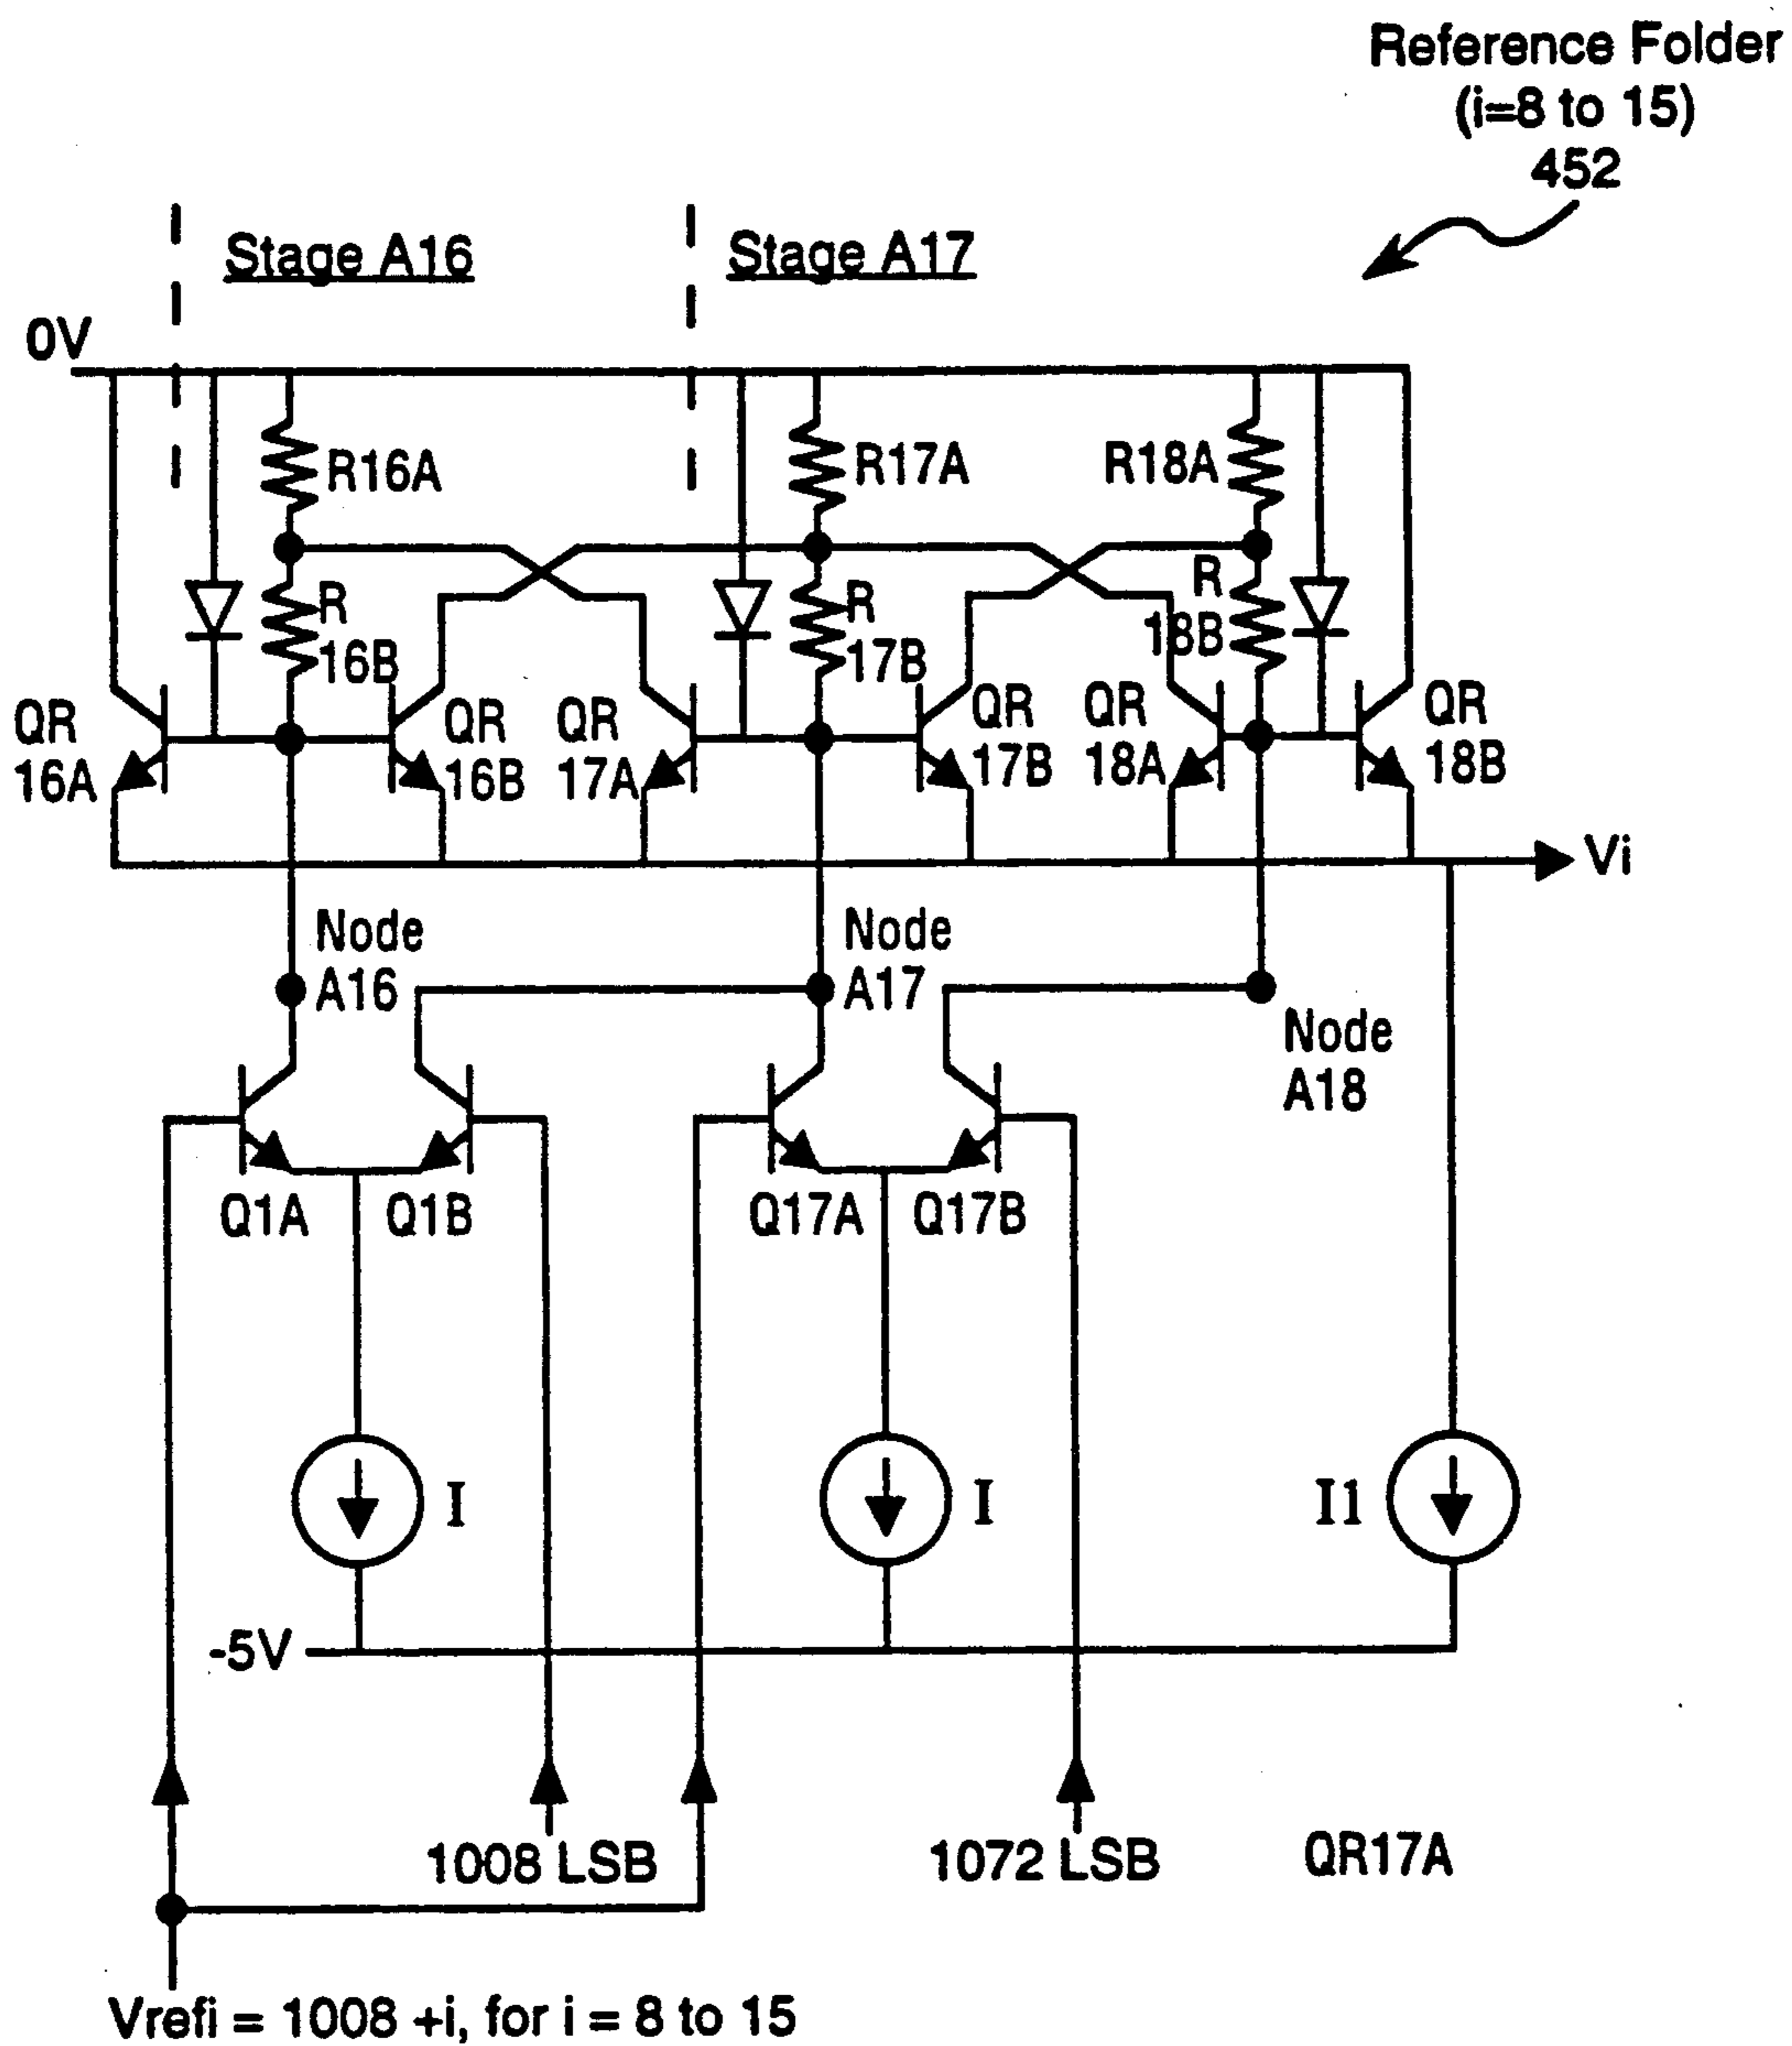 Reference Folder
(i=8 to 15)
452
Stage A16
Stage A17
0V
R16A
R17A
R18A
R
16B
R
17B
R
18B
QR
16A
QR
16B
QR
17A
QR
17B
QR
18A
QR
18B
Vi
Node
A16
Node
A17
Node
A18
Q1A
Q1B
Q17A
Q17B
I
I
I1
-5V
1008 LSB
1072 LSB
QR17A
Vrefi = 1008 +i, for i = 8 to 15